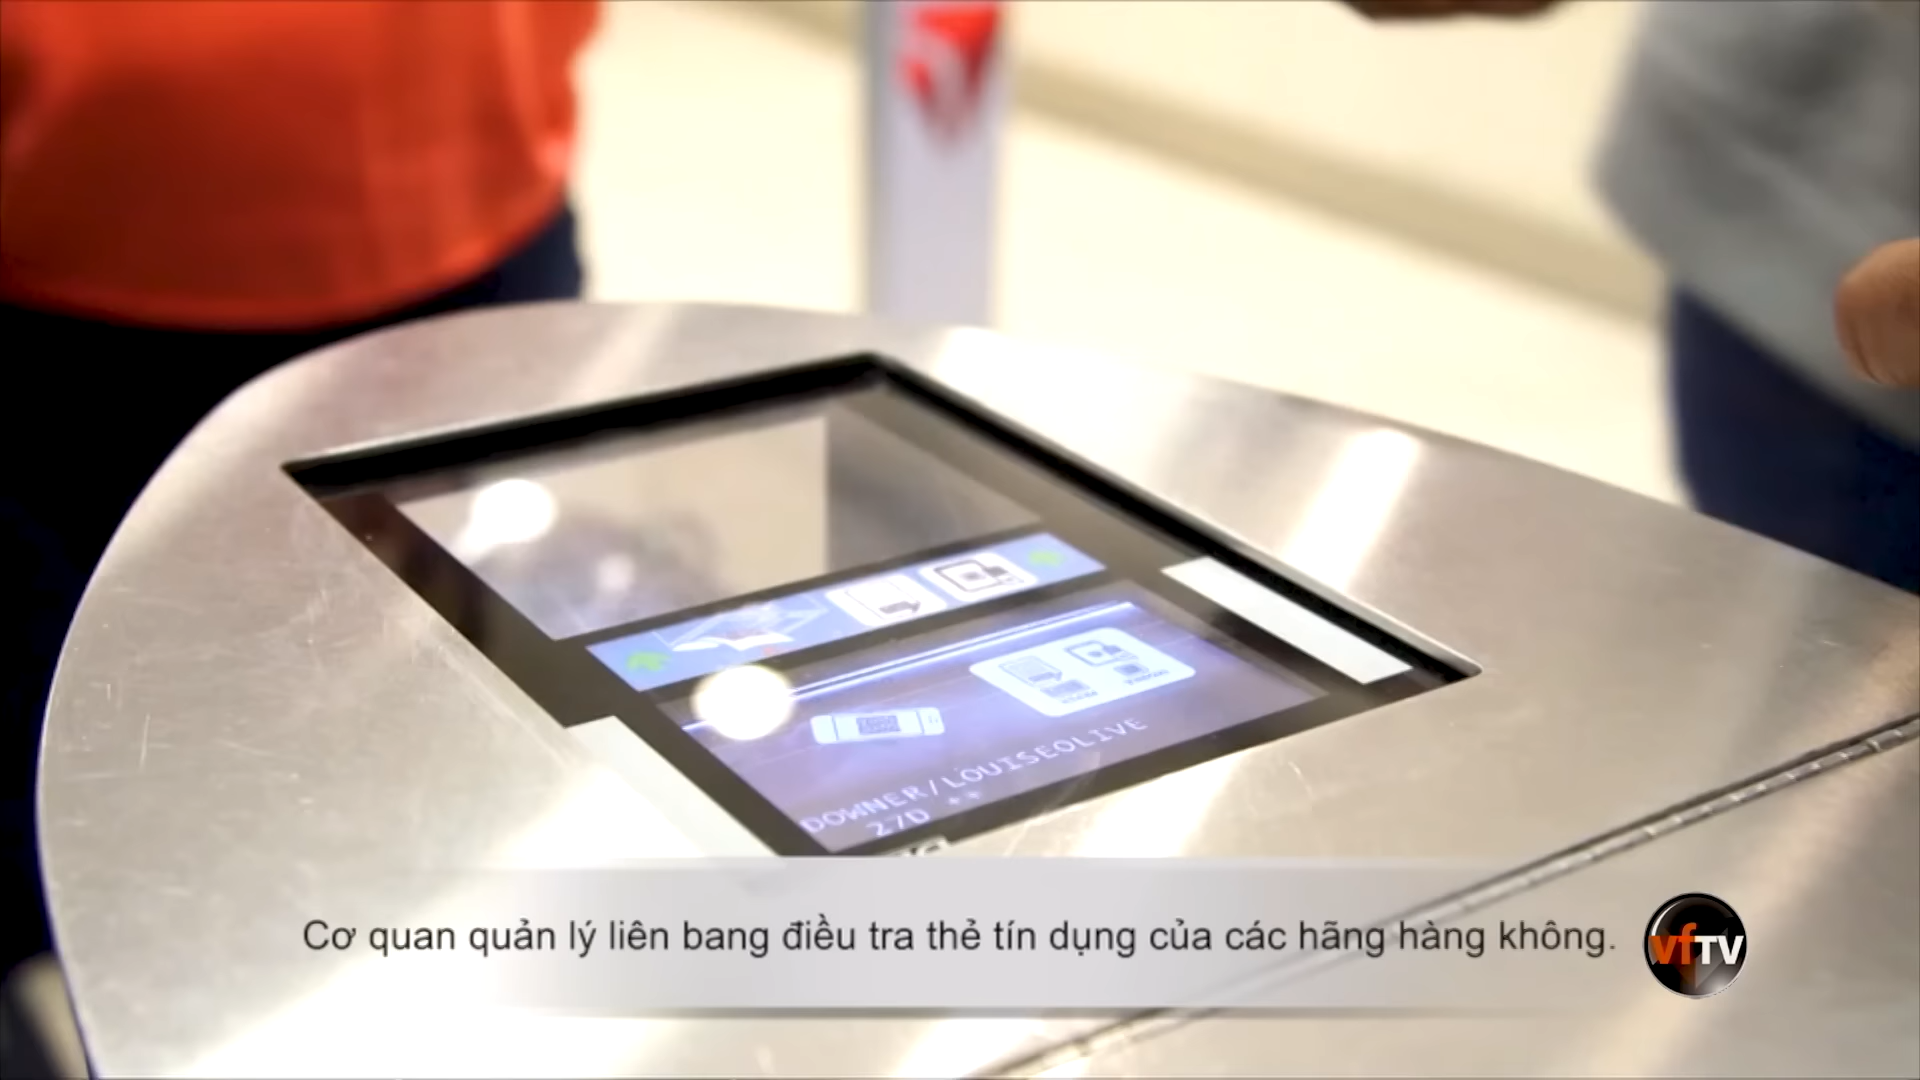 DOWNER/LOUISEOLIVE
27D ++
Cơ quan quản lý liên bang điều tra thẻ tín dụng của các hãng hàng không.
vfTV